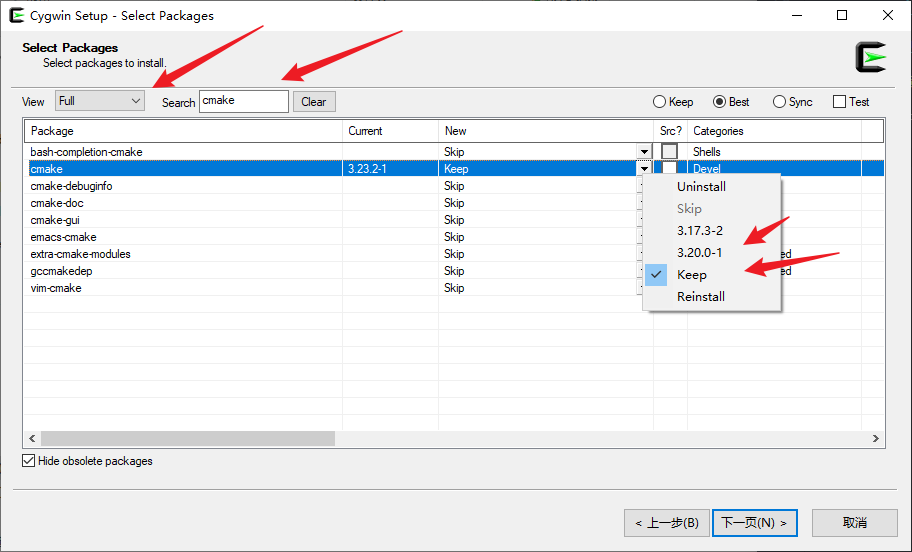 Cygwin Setup - Select Packages
Select Packages
Select packages to install.
View Full Search cmake Clear Keep Best Sync Test
Package Current New Src? Categories
bash-completion-cmake Skip Shells
cmake 3.23.2-1 Keep Devel
cmake-debuginfo Skip
cmake-doc Skip
cmake-gui Skip
emacs-cmake Skip
extra-cmake-modules Skip
gccmakedep Skip
vim-cmake Skip
Uninstall
Skip
3.17.3-2
3.20.0-1
Keep
Reinstall
Hide obsolete packages
< 上一步(B) 下一页(N) > 取消